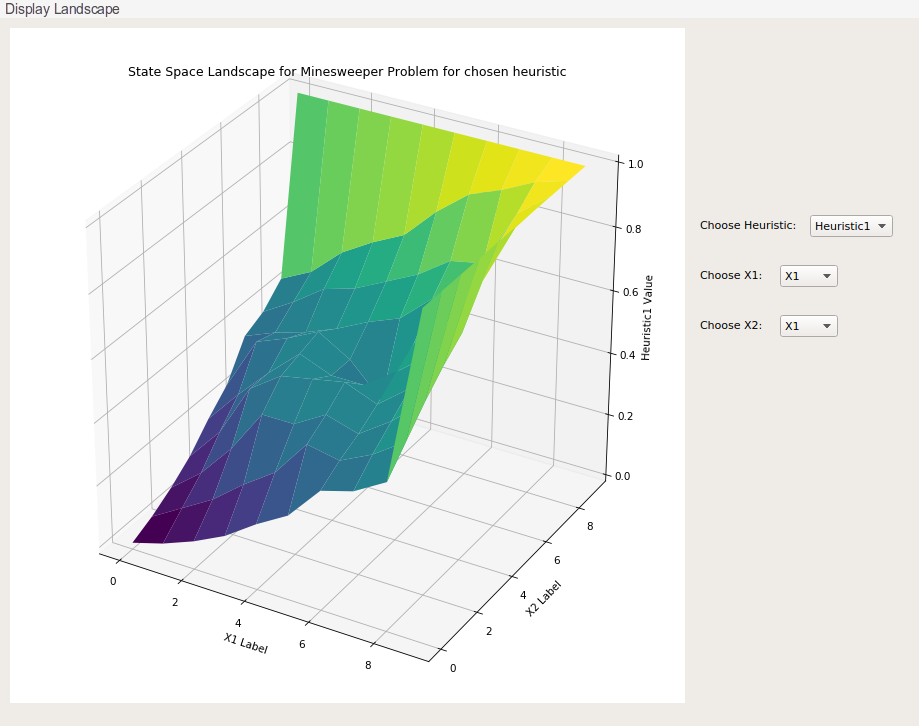 Display Landscape
State Space Landscape for Minesweeper Problem for chosen heuristic
1.0
0.8
0.6
0.4
0.2
0.0
Heuristic1 Value
8
6
4
2
0
X2 Label
0
2
4
6
8
X1 Label
Choose Heuristic: Heuristic1
Choose X1: X1
Choose X2: X1